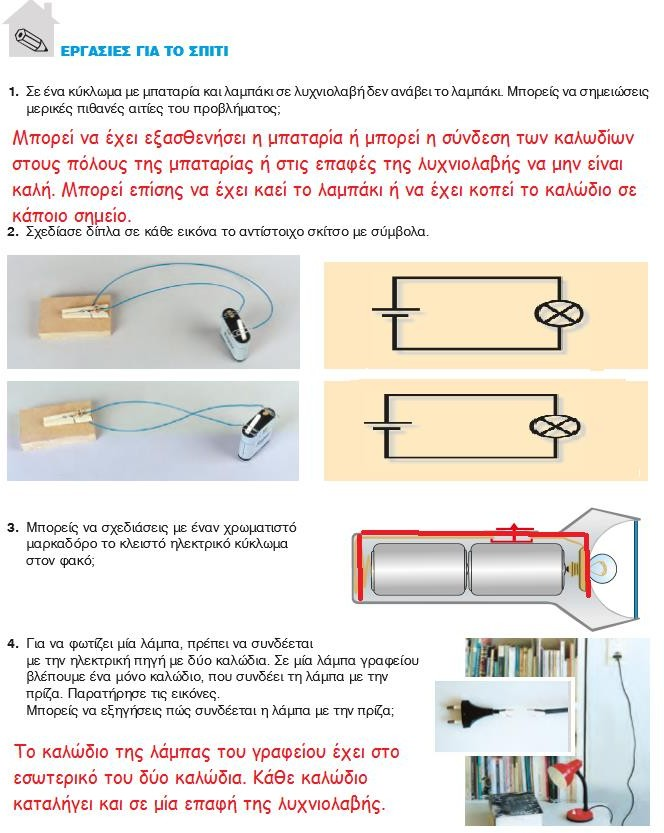 ΕΡΓΑΣΙΕΣ ΓΙΑ ΤΟ ΣΠΙΤΙ
1. Σε ένα κύκλωμα με μπαταρία και λαμπάκι σε λυχνιολαβή δεν ανάβει το λαμπάκι. Μπορείς να σημειώσεις
μερικές πιθανές αιτίες του προβλήματος;
Μπορεί να έχει εξασθενήσει η μπαταρία ή μπορεί η σύνδεση των καλωδίων
στους πόλους της μπαταρίας ή στις επαφές της λυχνιολαβής να μην είναι
καλή. Μπορεί επίσης να έχει καεί το λαμπάκι ή να έχει κοπεί το καλώδιο σε
κάποιο σημείο.
2. Σχεδίασε δίπλα σε κάθε εικόνα το αντίστοιχο σκίτσο με σύμβολα.
3. Μπορείς να σχεδιάσεις με έναν χρωματιστό
μαρκαδόρο το κλειστό ηλεκτρικό κύκλωμα
στον φακό;
4. Για να φωτίζει μία λάμπα, πρέπει να συνδέεται
με την ηλεκτρική πηγή με δύο καλώδια. Σε μία λάμπα γραφείου
βλέπουμε ένα μόνο καλώδιο, που συνδέει τη λάμπα με την
πρίζα. Παρατήρησε τις εικόνες.
Μπορείς να εξηγήσεις πώς συνδέεται η λάμπα με την πρίζα;
Το καλώδιο της λάμπας του γραφείου έχει στο
εσωτερικό του δύο καλώδια. Κάθε καλώδιο
καταλήγει και σε μία επαφή της λυχνιολαβής.